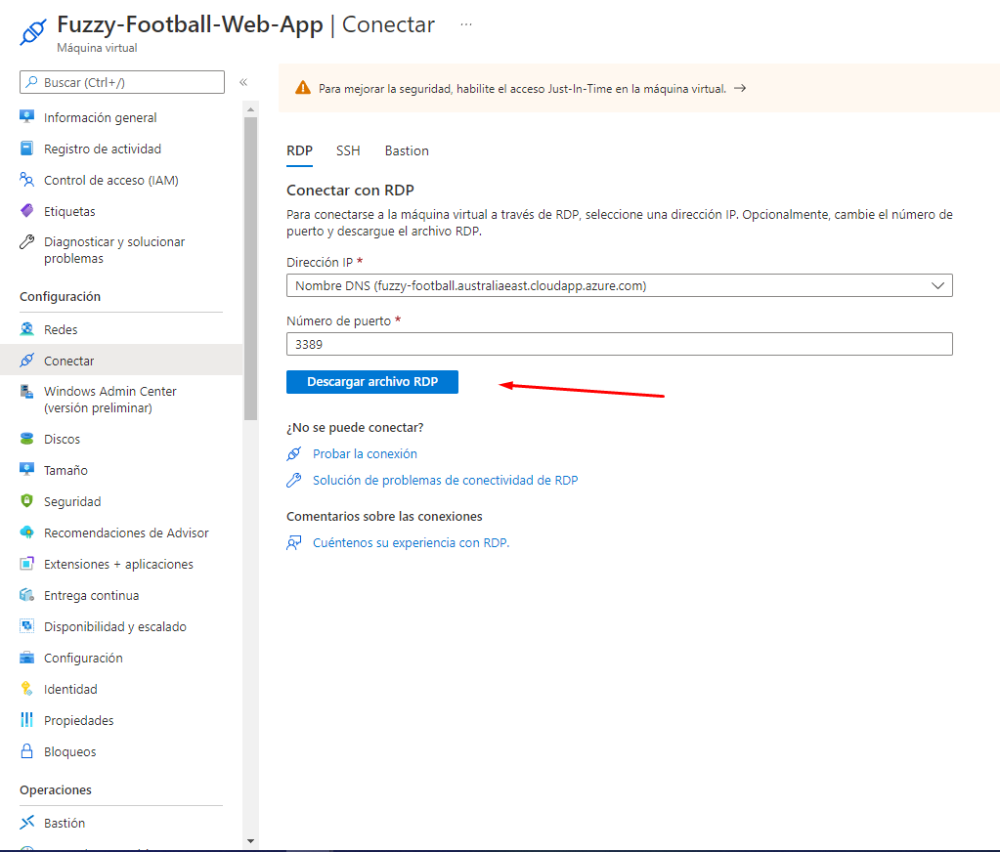 Fuzzy-Football-Web-App | Conectar ...
Máquina virtual
Buscar (Ctrl+/)
«
Información general
Registro de actividad
Control de acceso (IAM)
Etiquetas
Diagnosticar y solucionar
problemas
Configuración
Redes
Conectar
Windows Admin Center
(versión preliminar)
Discos
Tamaño
Seguridad
Recomendaciones de Advisor
Extensiones + aplicaciones
Entrega continua
Disponibilidad y escalado
Configuración
Identidad
Propiedades
Bloqueos
Operaciones
Bastión
Para mejorar la seguridad, habilite el acceso Just-In-Time en la máquina virtual. →
RDP SSH Bastion
Conectar con RDP
Para conectarse a la máquina virtual a través de RDP, seleccione una dirección IP. Opcionalmente, cambie el número de
puerto y descargue el archivo RDP.
Dirección IP *
Nombre DNS (fuzzy-football.australiaeast.cloudapp.azure.com)
Número de puerto *
3389
Descargar archivo RDP
¿No se puede conectar?
Probar la conexión
Solución de problemas de conectividad de RDP
Comentarios sobre las conexiones
Cuéntenos su experiencia con RDP.